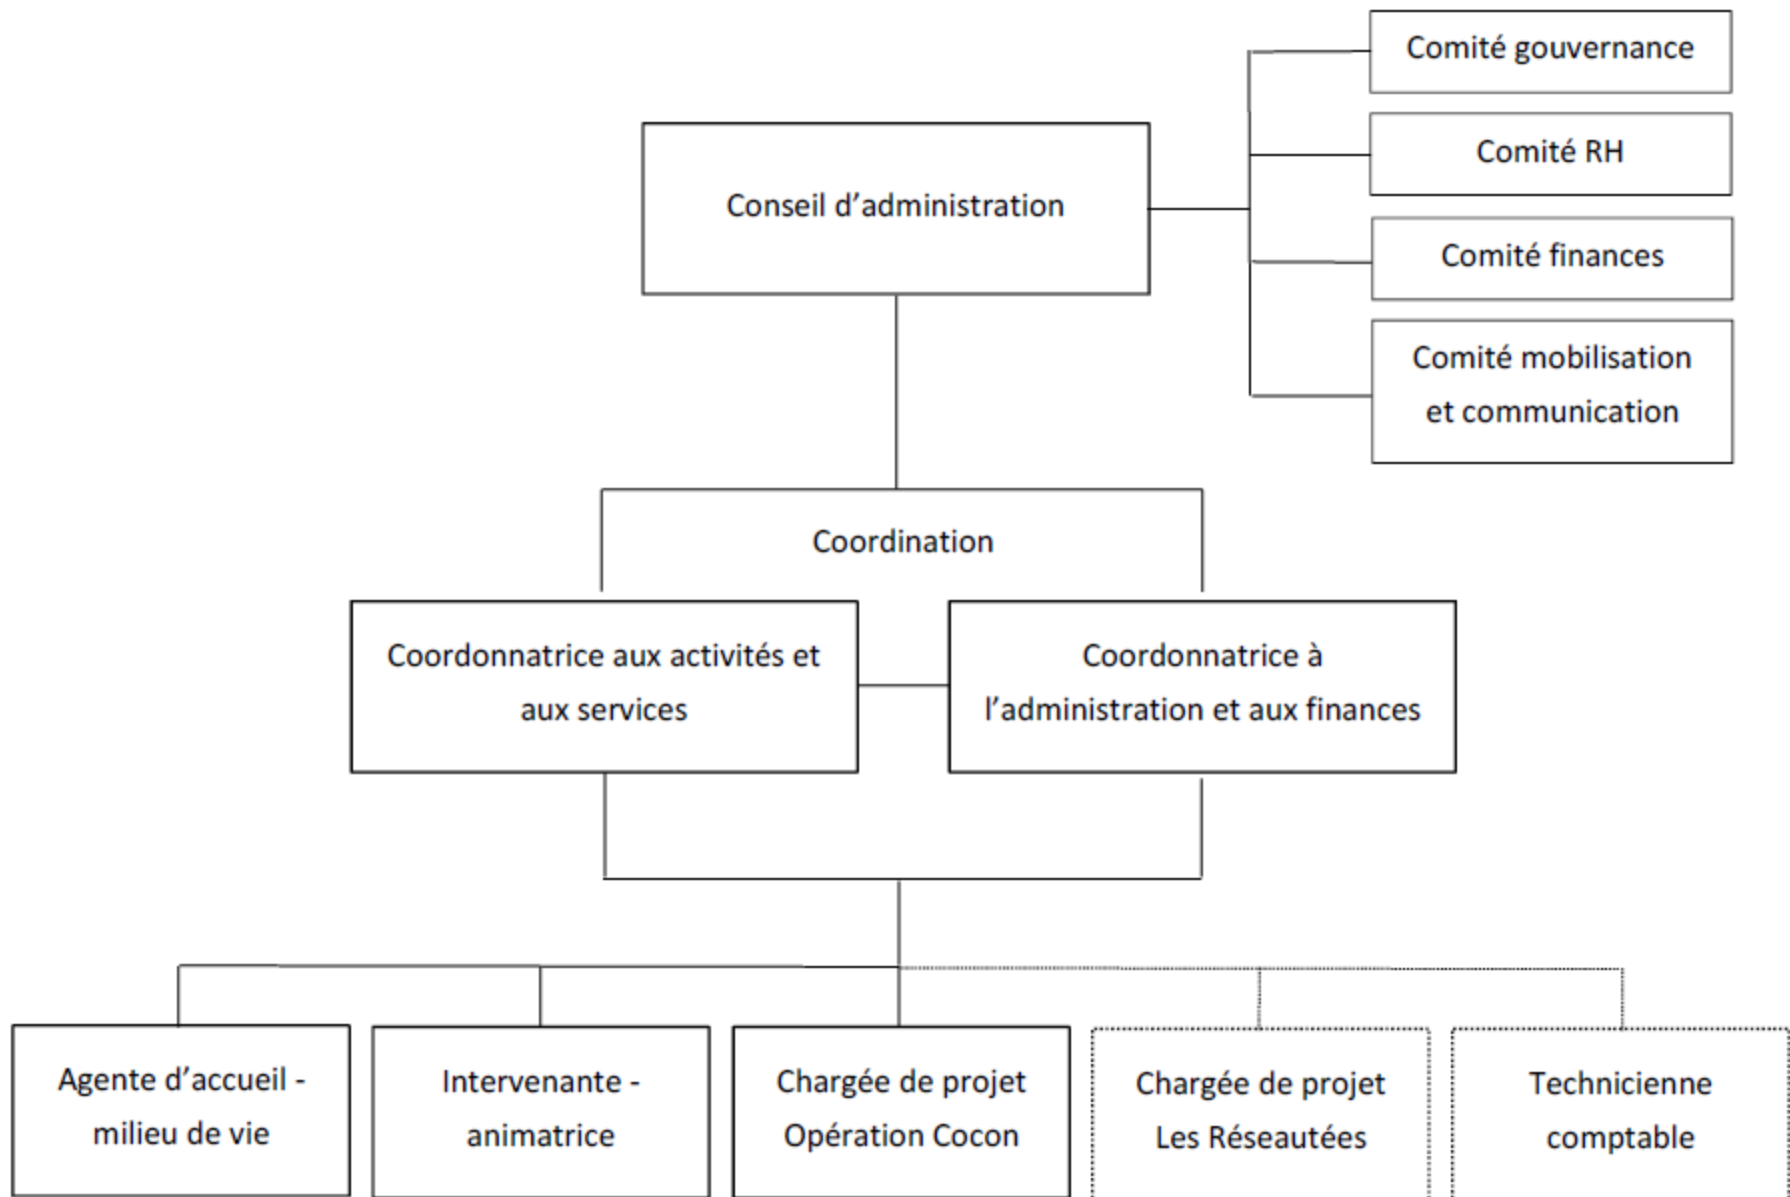 Comité gouvernance
Comité RH
Conseil d’administration
Comité finances
Comité mobilisation
et communication
Coordination
Coordonnatrice aux activités et
aux services
Coordonnatrice à
l’administration et aux finances
Agente d’accueil -
milieu de vie
Intervenante -
animatrice
Chargée de projet
Opération Cocon
Chargée de projet
Les Réseautées
Technicienne
comptable